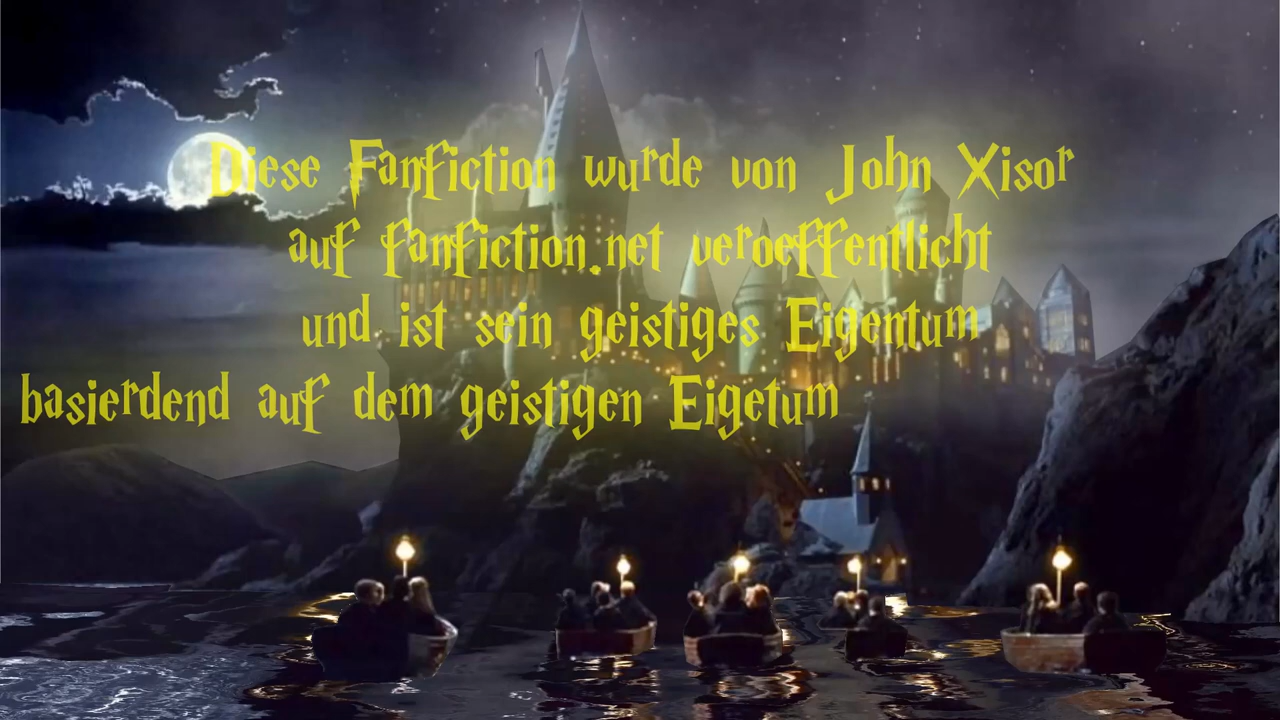 Diese Fanfiction wurde von John Xisor
auf fanfiction.net veroeffentlicht
und ist sein geistiges Eigentum
basierdend auf dem geistigen Eigetum